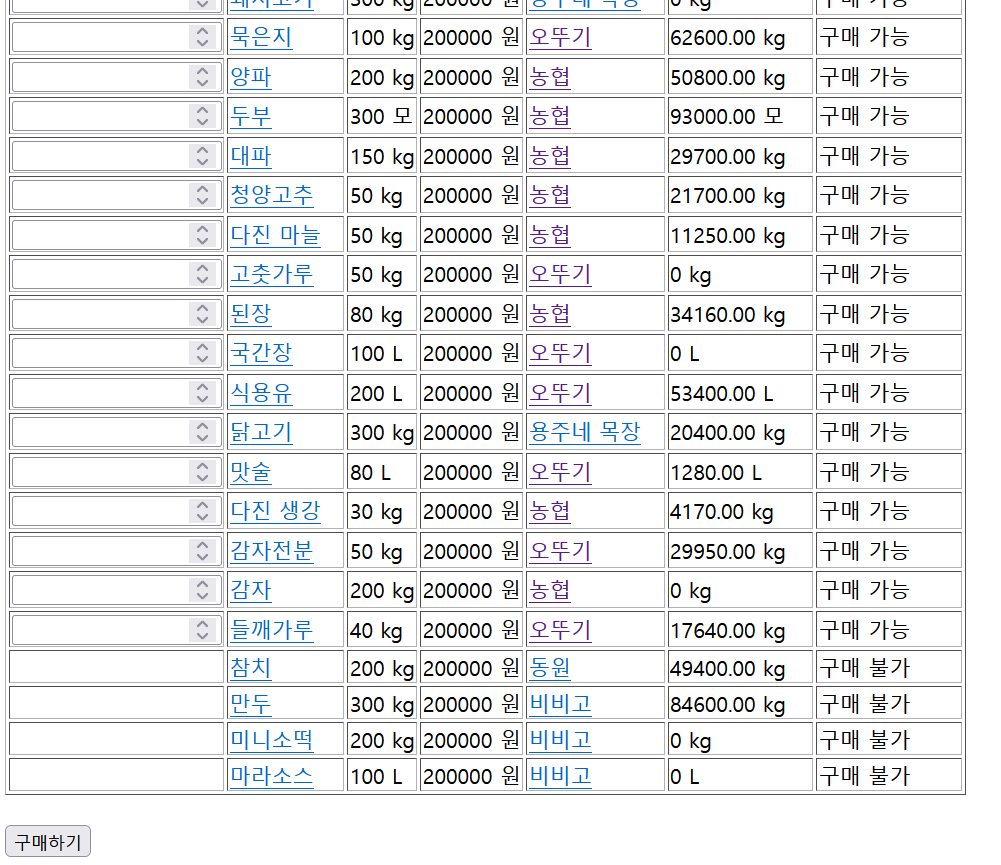 돼지고기 300 kg 200000 원 용주네 목장 0 kg 구매 가능
묵은지 100 kg 200000 원 오뚜기 62600.00 kg 구매 가능
양파 200 kg 200000 원 농협 50800.00 kg 구매 가능
두부 300 모 200000 원 농협 93000.00 모 구매 가능
대파 150 kg 200000 원 농협 29700.00 kg 구매 가능
청양고추 50 kg 200000 원 농협 21700.00 kg 구매 가능
다진 마늘 50 kg 200000 원 농협 11250.00 kg 구매 가능
고춧가루 50 kg 200000 원 오뚜기 0 kg 구매 가능
된장 80 kg 200000 원 농협 34160.00 kg 구매 가능
국간장 100 L 200000 원 오뚜기 0 L 구매 가능
식용유 200 L 200000 원 오뚜기 53400.00 L 구매 가능
닭고기 300 kg 200000 원 용주네 목장 20400.00 kg 구매 가능
맛술 80 L 200000 원 오뚜기 1280.00 L 구매 가능
다진 생강 30 kg 200000 원 농협 4170.00 kg 구매 가능
감자전분 50 kg 200000 원 오뚜기 29950.00 kg 구매 가능
감자 200 kg 200000 원 농협 0 kg 구매 가능
들깨가루 40 kg 200000 원 오뚜기 17640.00 kg 구매 가능
참치 200 kg 200000 원 동원 49400.00 kg 구매 불가
만두 300 kg 200000 원 비비고 84600.00 kg 구매 불가
미니소떡 200 kg 200000 원 비비고 0 kg 구매 불가
마라소스 100 L 200000 원 비비고 0 L 구매 불가
구매하기